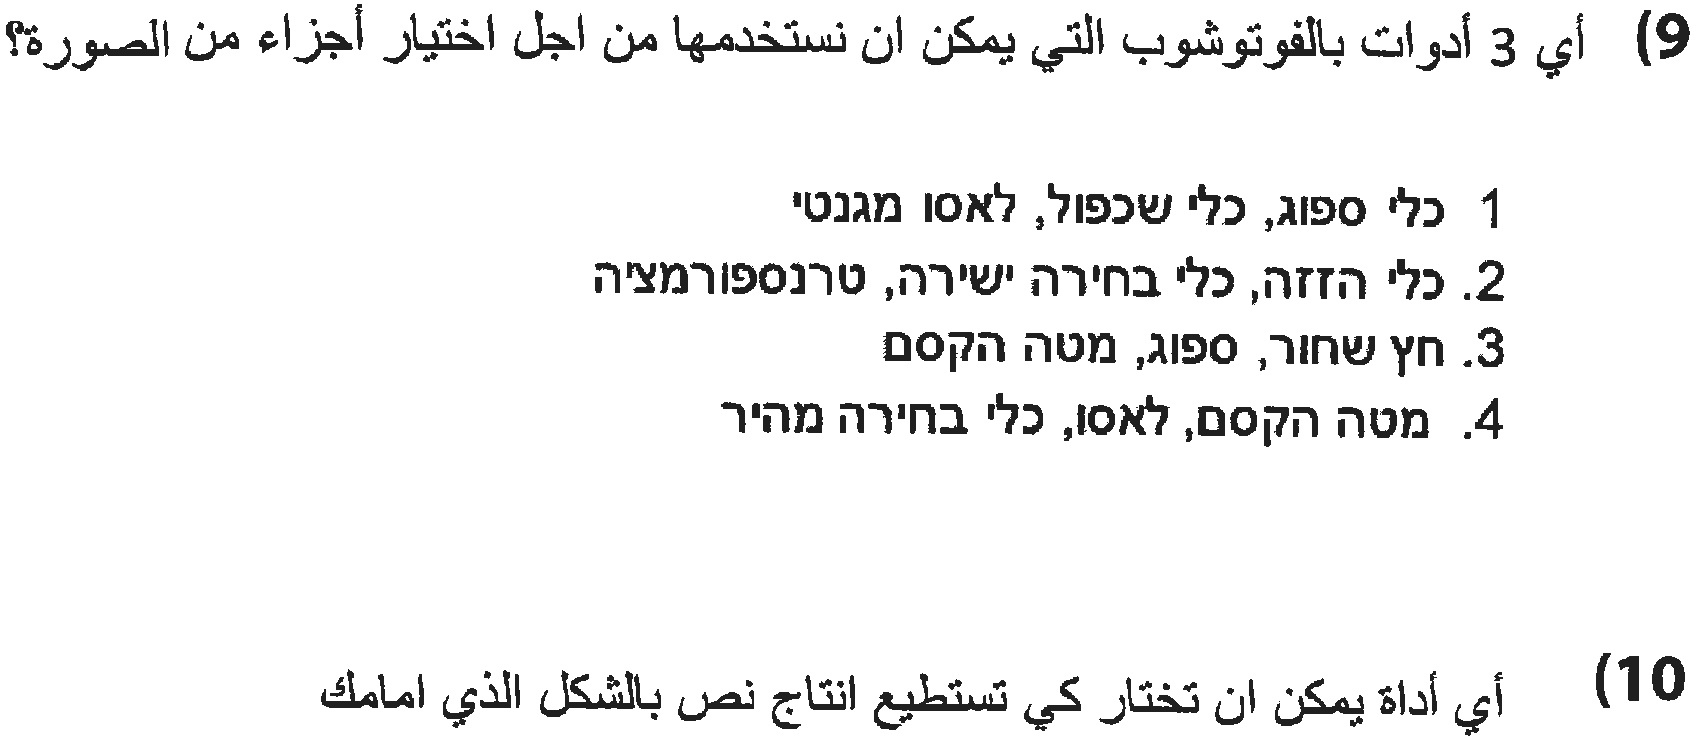 9) أي 3 أدوات بالفوتوشوب التي يمكن ان نستخدمها من اجل اختيار أجزاء من الصورة؟
1 כלי ספוג, כלי שכפול, לאסו מגנטי
2. כלי הזזה, כלי בחירה ישירה, טרנספורמציה
3. חץ שחור, ספוג, מטה הקסם
4. מטה הקסם, לאסו, כלי בחירה מהיר
10) أي أداة يمكن ان تختار كي تستطيع انتاج نص بالشكل الذي امامك